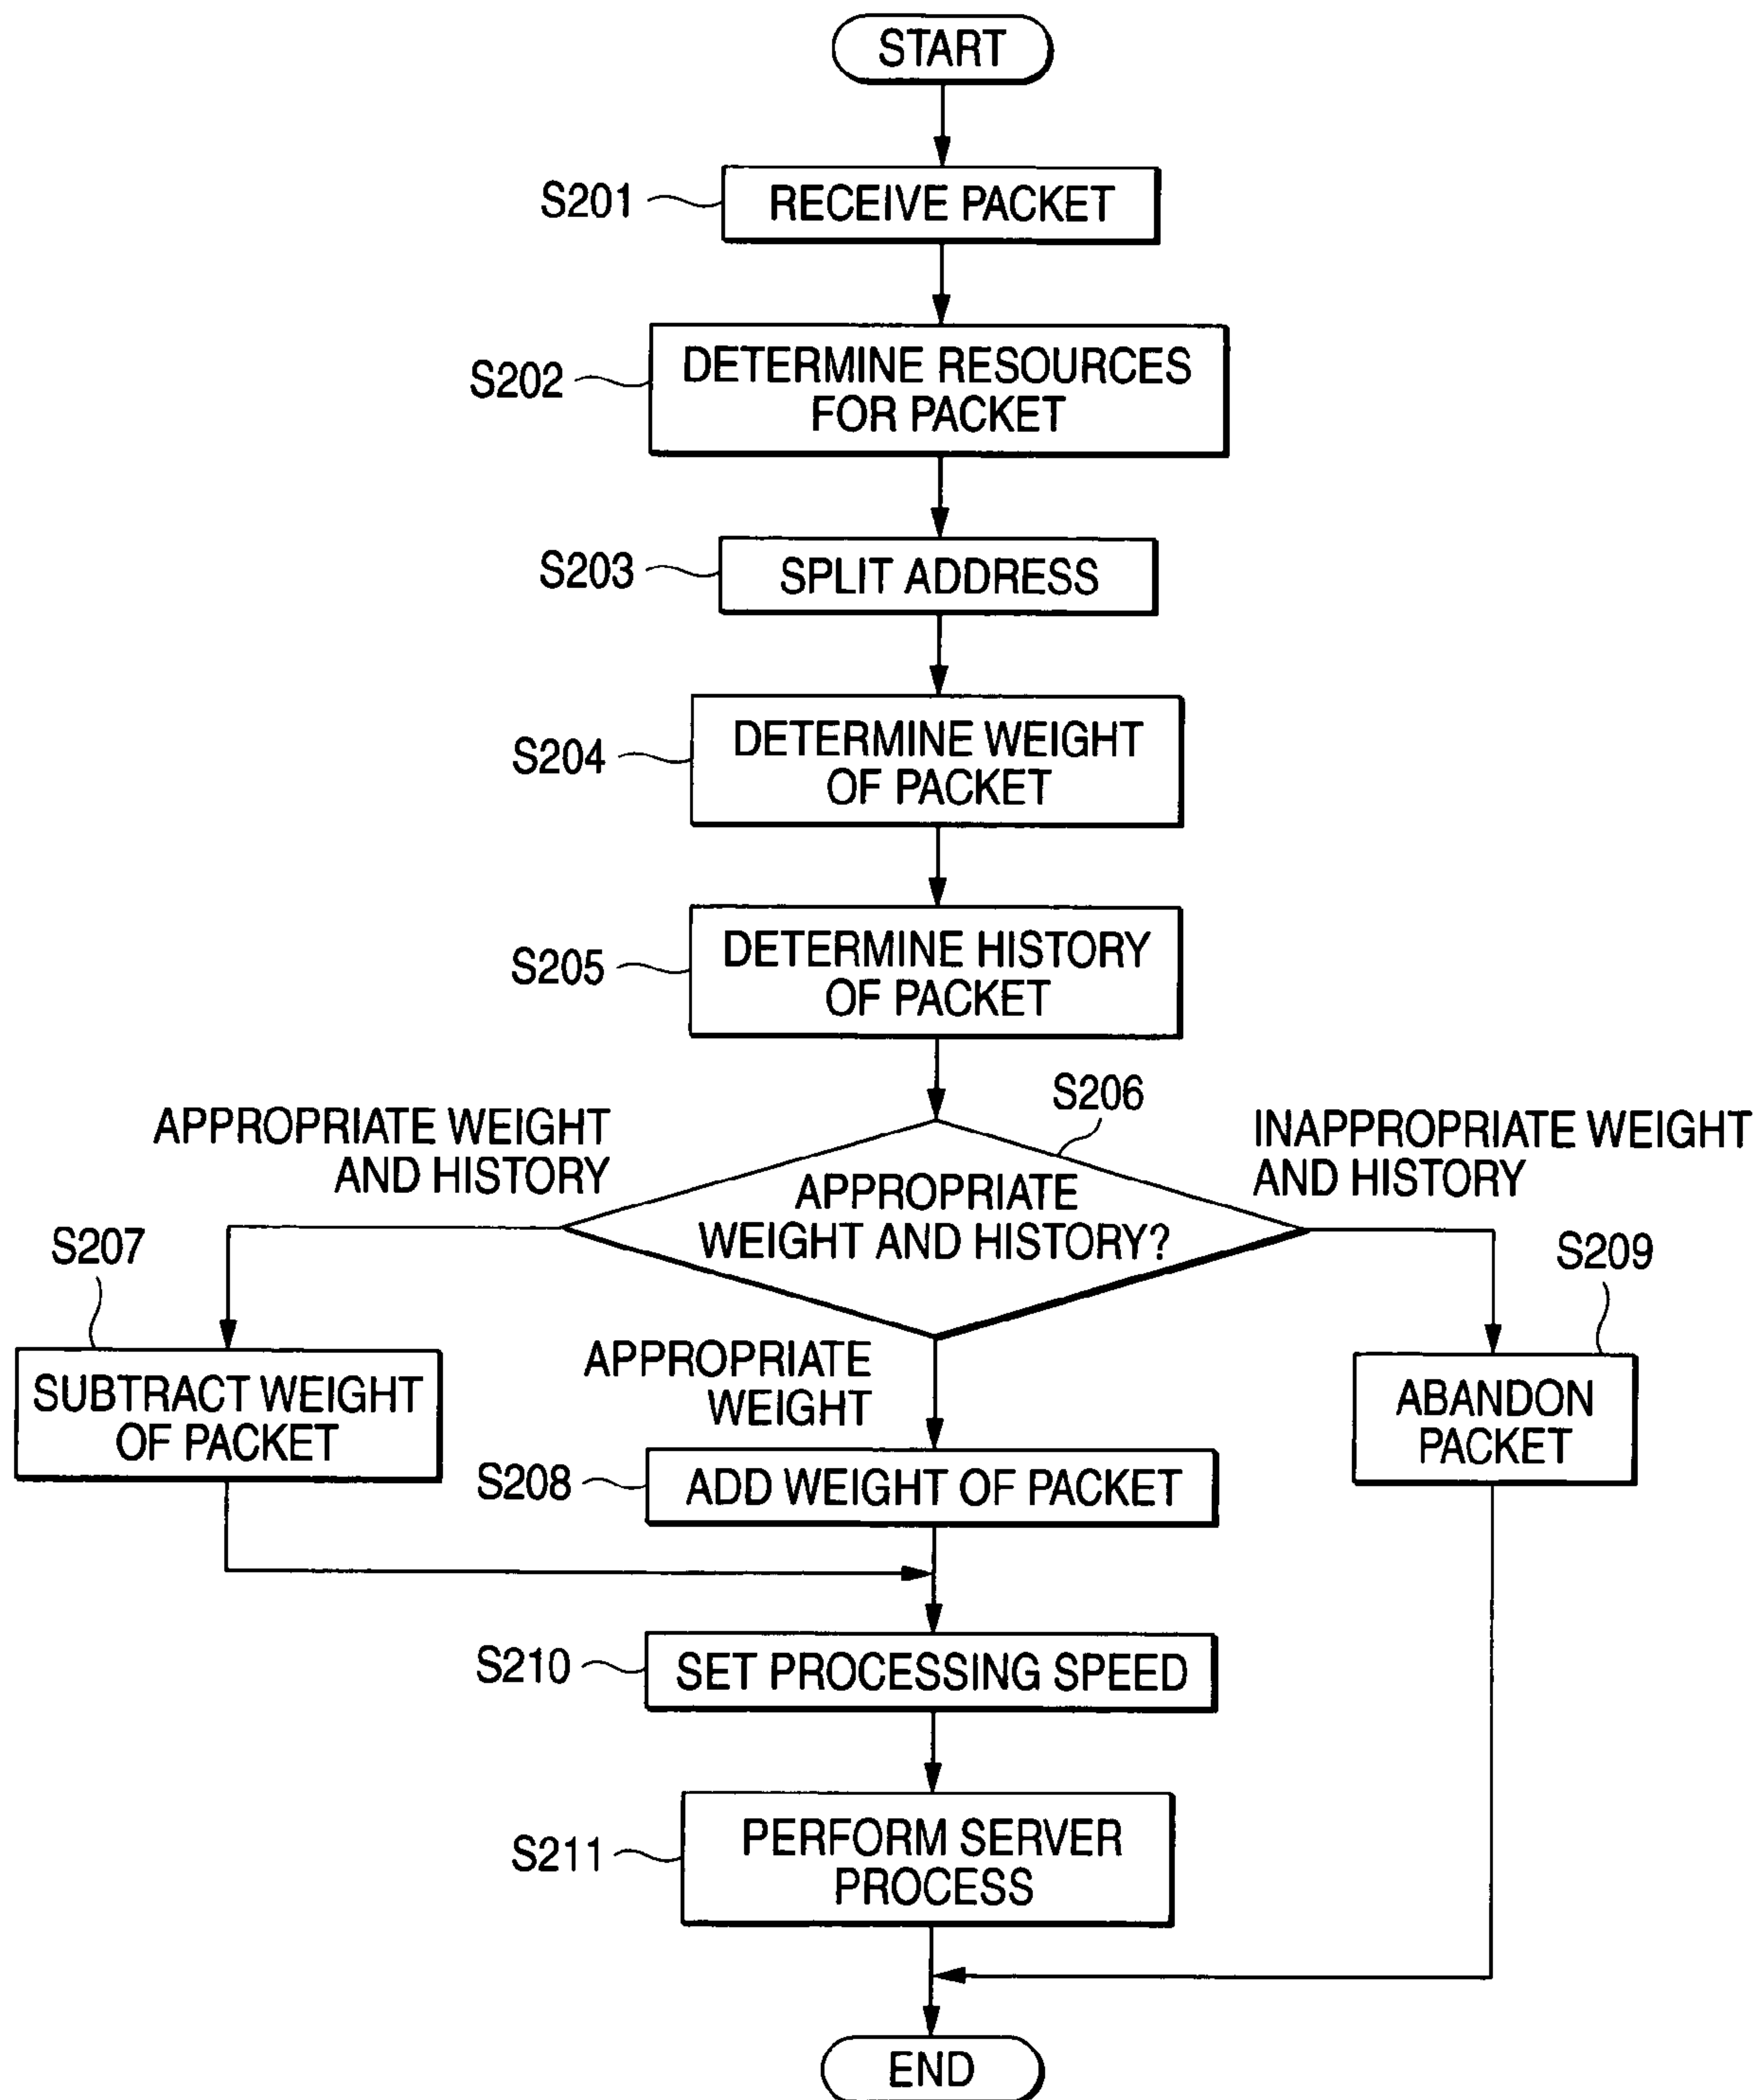 START
S201
RECEIVE PACKET
S202
DETERMINE RESOURCES
FOR PACKET
S203
SPLIT ADDRESS
S204
DETERMINE WEIGHT
OF PACKET
S205
DETERMINE HISTORY
OF PACKET
S206
APPROPRIATE WEIGHT
AND HISTORY
INAPPROPRIATE WEIGHT
AND HISTORY
APPROPRIATE
WEIGHT AND HISTORY?
S207
S209
SUBTRACT WEIGHT
OF PACKET
APPROPRIATE
WEIGHT
ABANDON
PACKET
S208
ADD WEIGHT OF PACKET
S210
SET PROCESSING SPEED
S211
PERFORM SERVER
PROCESS
END